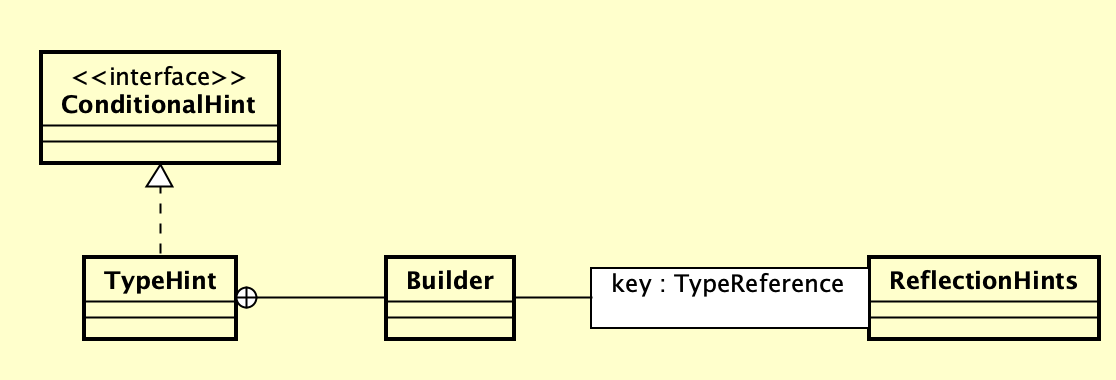 <<interface>>
ConditionalHint
TypeHint
Builder
key : TypeReference
ReflectionHints